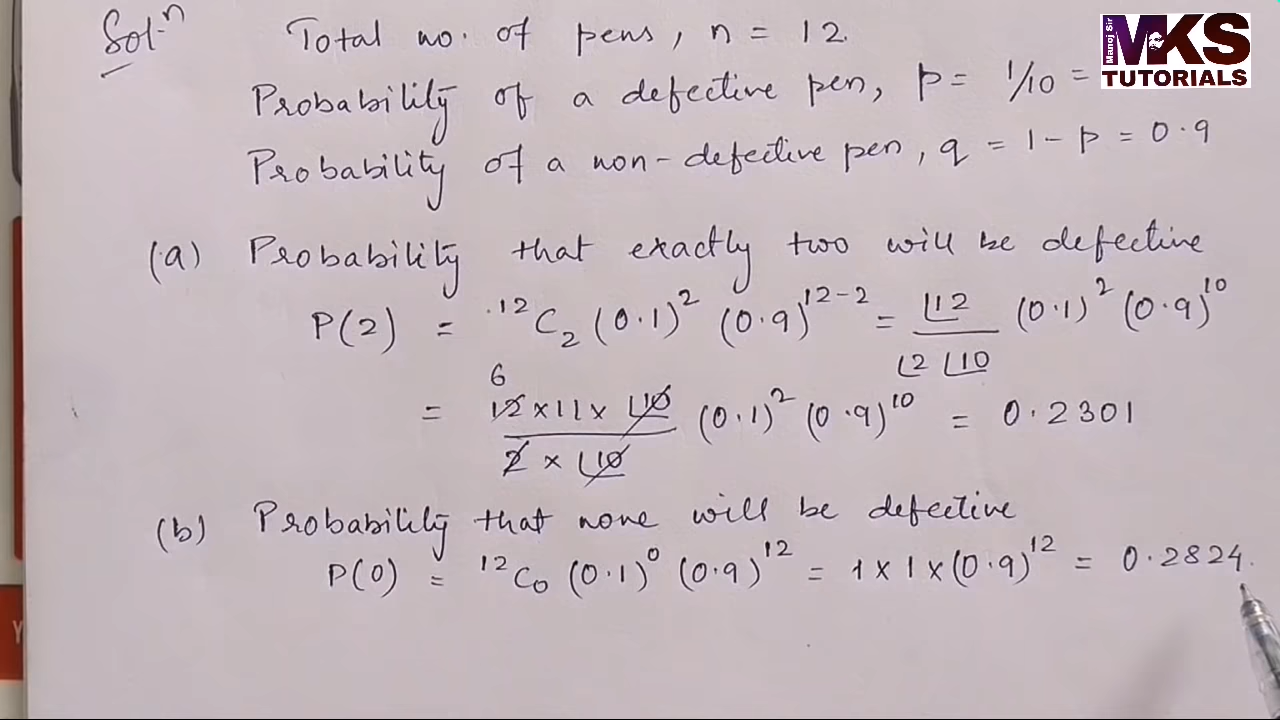 Manoj Sir
MKS
TUTORIALS
Sol.ⁿ Total no. of pens, n = 12.
Probability of a defective pen, p = 1/10 =
Probability of a non-defective pen, q = 1 - p = 0.9
(a) Probability that exactly two will be defective
P(2) = ¹²C₂ (0.1)² (0.9)¹²⁻² = ⌊12 / ⌊2 ⌊10 (0.1)² (0.9)¹⁰
6
= 12 × 11 × ⌊10 / 2 × ⌊10 (0.1)² (0.9)¹⁰ = 0.2301
(b) Probability that none will be defective
P(0) = ¹²C₀ (0.1)⁰ (0.9)¹² = 1 × 1 × (0.9)¹² = 0.2824.
Y